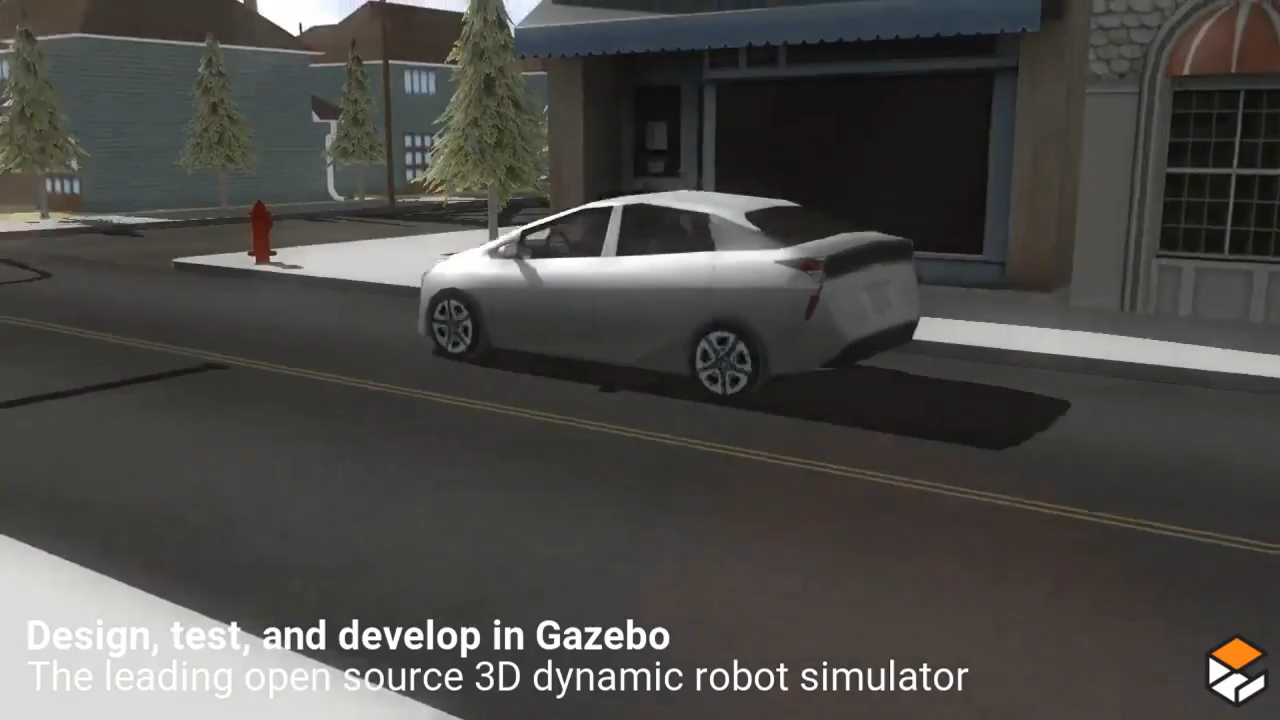 Design, test, and develop in Gazebo
The leading open source 3D dynamic robot simulator